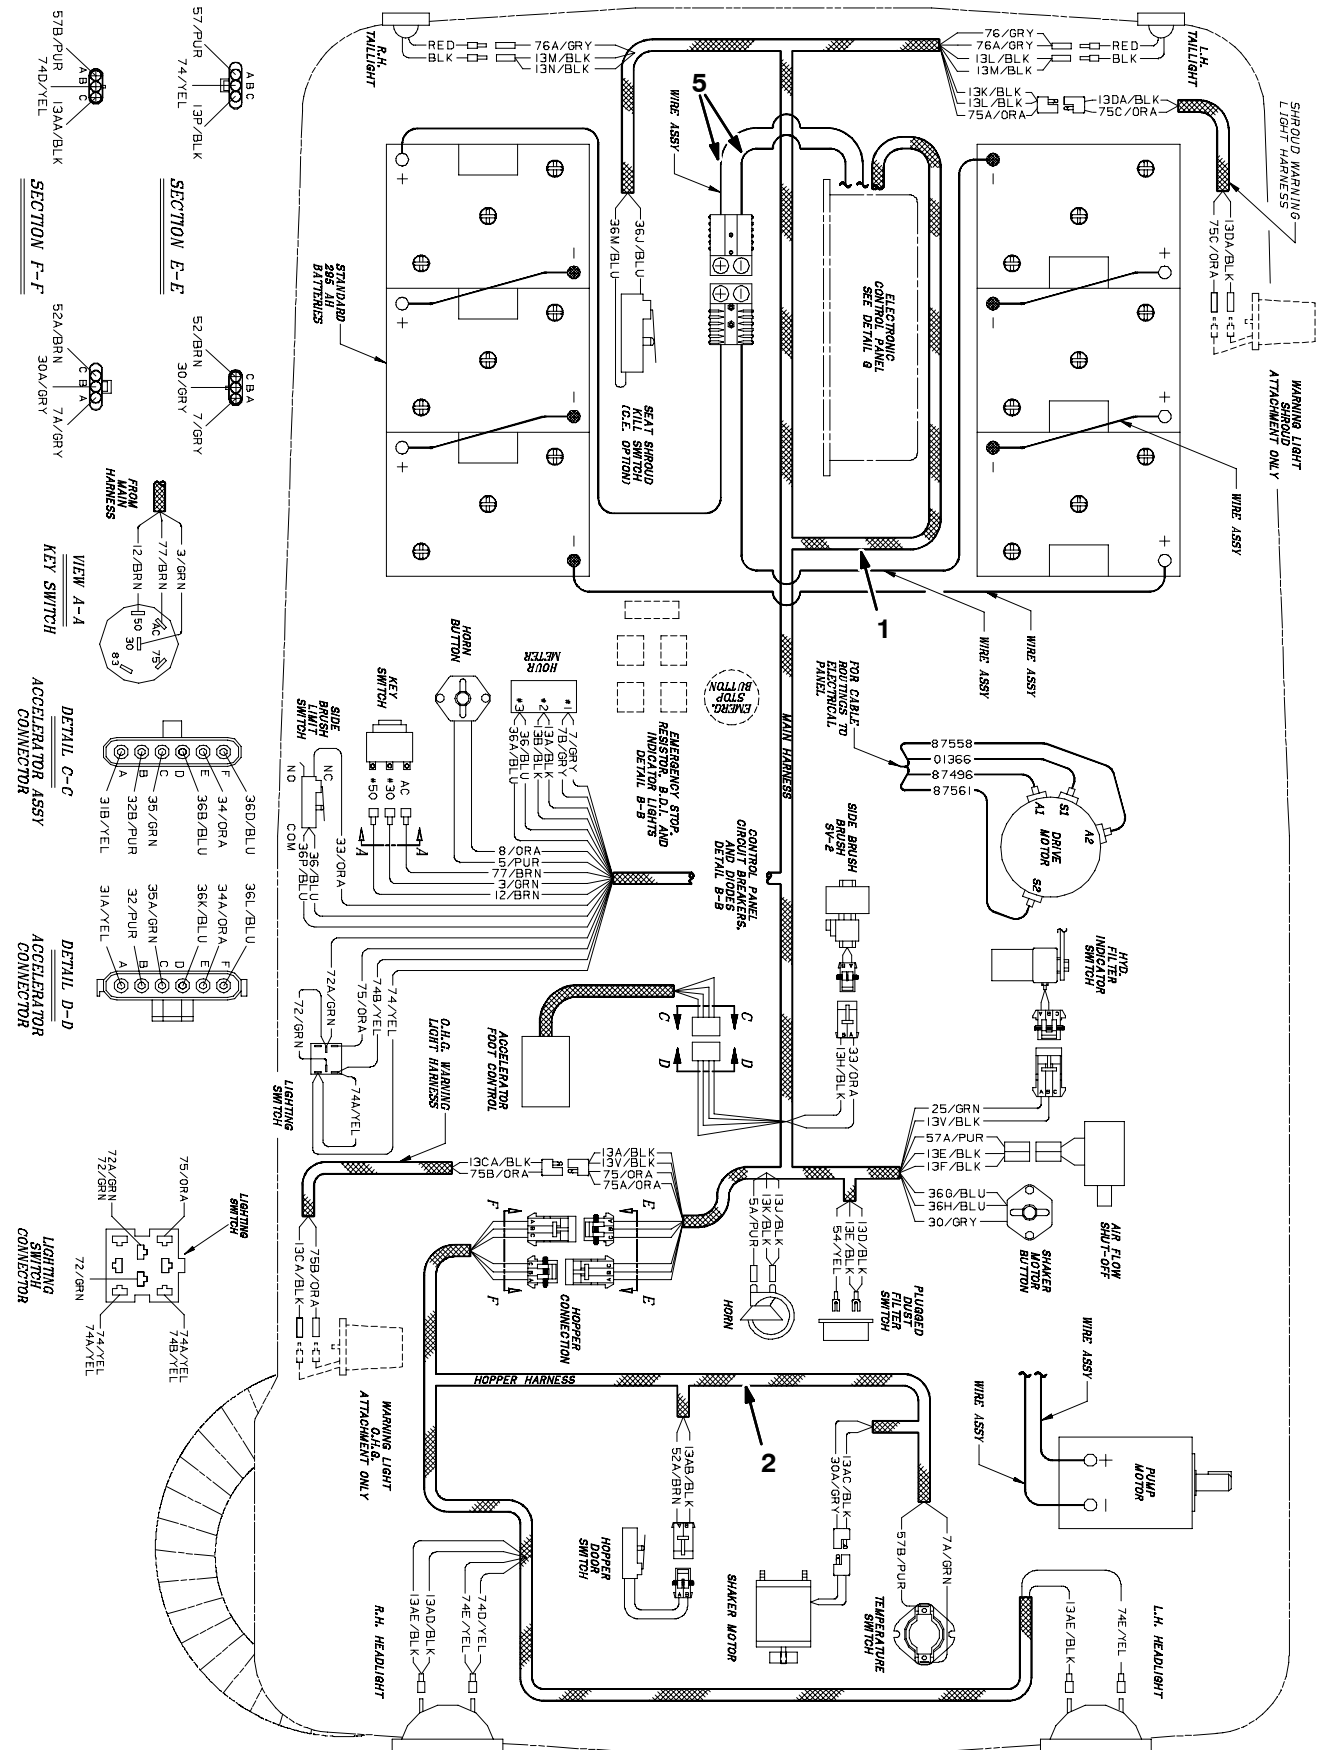 57/PUR
74/YEL
13P/BLK
A B C
SECTION E-E
57B/PUR
74D/YEL
13AA/BLK
A B C
SECTION F-F
52/BRN
30/GRY
7/GRY
C B A
52A/BRN
30A/GRY
7A/GRY
C B A
FROM
MAIN
HARNESS
3/GRN
77/BRN
12/BRN
50
AC
30
75
83
VIEW A-A
KEY SWITCH
36D/BLU
34/ORA
36B/BLU
35/GRN
32B/PUR
31B/YEL
A B C D E F
DETAIL C-C
ACCELERATOR ASSY
CONNECTOR
36L/BLU
34A/ORA
36K/BLU
35A/GRN
32/PUR
31A/YEL
A B C D E F
DETAIL D-D
ACCELERATOR
CONNECTOR
LIGHTING
SWITCH
75/ORA
72A/GRN
72/GRN
72/GRN
74A/YEL
74B/YEL
74/YEL
74A/YEL
LIGHTING
SWITCH
CONNECTOR
R.H.
TAILLIGHT
RED
BLK
76A/GRY
13M/BLK
13N/BLK
L.H.
TAILLIGHT
76/GRY
76A/GRY
13L/BLK
13M/BLK
RED
BLK
13K/BLK
13L/BLK
75A/ORA
13DA/BLK
75C/ORA
SHROUD WARNING
LIGHT HARNESS
13DA/BLK
75C/ORA
WARNING LIGHT
SHROUD
ATTACHMENT ONLY
5
WIRE ASSY
36J/BLU
36M/BLU
SEAT SHROUD
KILL SWITCH
(C.E. OPTION)
STANDARD
295 AH
BATTERIES
ELECTRONIC
CONTROL PANEL
SEE DETAIL G
WIRE ASSY
1
WIRE ASSY
WIRE ASSY
MAIN HARNESS
EMERG.
STOP
BUTTON
HOUR
METER
#1
#2
#3
7/GRY
7B/GRY
13A/BLK
13B/BLK
36/BLU
36A/BLU
HORN
BUTTON
8/ORA
5/PUR
77/BRN
3/GRN
12/BRN
KEY
SWITCH
AC
#30
#50
A
A
SIDE
BRUSH
LIMIT
SWITCH
NC
NO
COM
33/ORA
36/BLU
36P/BLU
EMERGENCY STOP,
RESISTOR, B.D.I. AND
INDICATOR LIGHTS
DETAIL B-B
CONTROL PANEL
CIRCUIT BREAKERS,
AND DIODES
DETAIL B-B
FOR CABLE
ROUTINGS TO
ELECTRICAL
PANEL
87558
01366
87496
87561
DRIVE
MOTOR
A1
S1
A2
S2
SIDE BRUSH
BRUSH
SV-2
33/ORA
13H/BLK
HYD.
FILTER
INDICATOR
SWITCH
25/GRN
13V/BLK
57A/PUR
13E/BLK
13F/BLK
AIR FLOW
SHUT-OFF
36G/BLU
36H/BLU
30/GRY
SHAKER
MOTOR
BUTTON
C
C
D
D
ACCELERATOR
FOOT CONTROL
72A/GRN
75/ORA
74B/YEL
74/YEL
72/GRN
74A/YEL
LIGHTING
SWITCH
O.H.G. WARNING
LIGHT HARNESS
13CA/BLK
75B/ORA
13A/BLK
13V/BLK
75/ORA
75A/ORA
75B/ORA
13CA/BLK
WARNING LIGHT
O.H.G.
ATTACHMENT ONLY
F
F
E
E
HOPPER
CONNECTION
13J/BLK
13K/BLK
5A/PUR
HORN
13D/BLK
13E/BLK
54/YEL
PLUGGED
DUST
FILTER
SWITCH
WIRE ASSY
WIRE ASSY
PUMP
MOTOR
HOPPER HARNESS
2
13AB/BLK
52A/BRN
HOPPER
DOOR
SWITCH
13AC/BLK
30A/GRY
SHAKER MOTOR
7A/GRN
57B/PUR
TEMPERATURE
SWITCH
13AE/BLK
13AD/BLK
74E/YEL
74D/YEL
R.H. HEADLIGHT
74E/YEL
13AE/BLK
L.H. HEADLIGHT